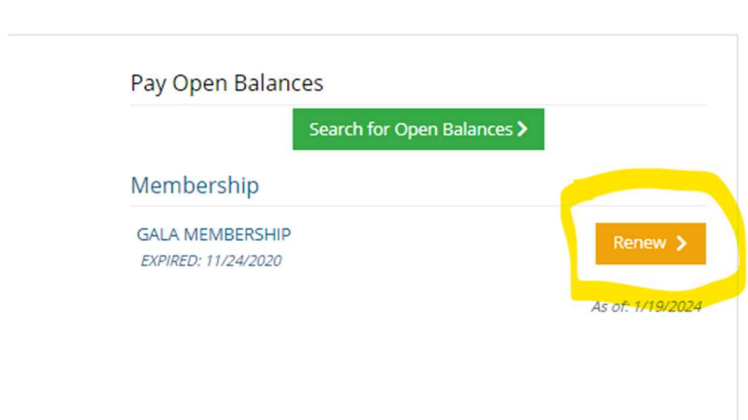 Pay Open Balances
Search for Open Balances
Membership
GALA MEMBERSHIP
Renew
EXPIRED: 11/24/2020
As of: 1/19/2024